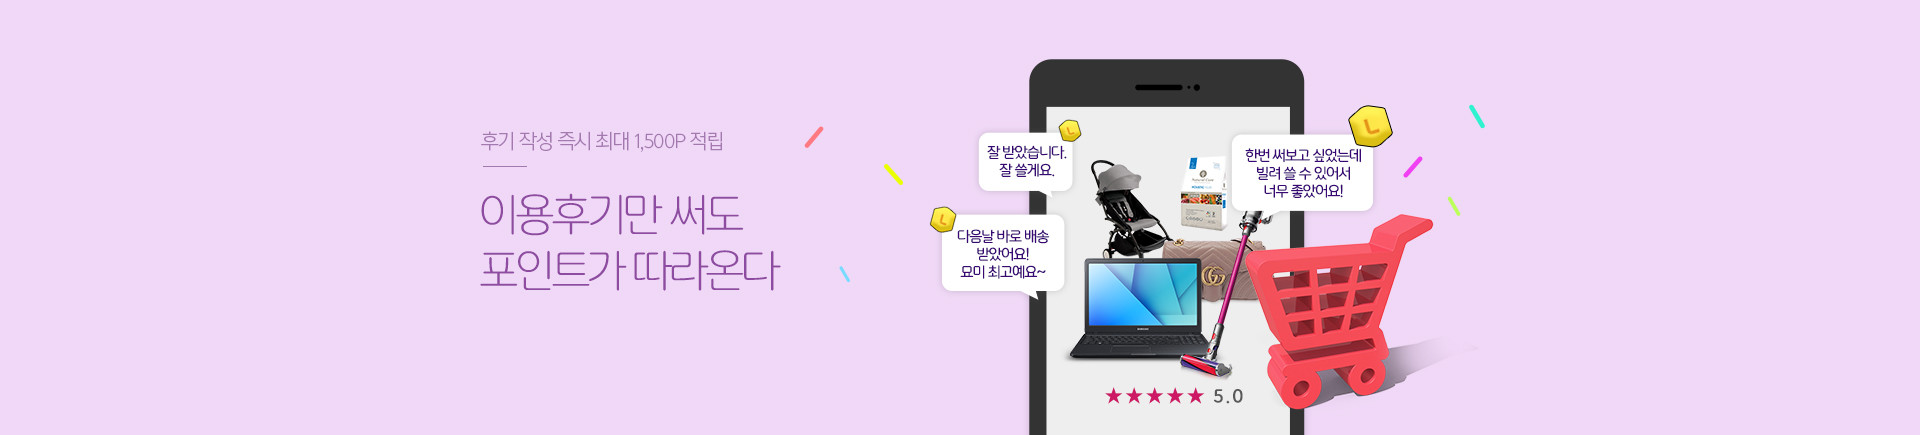 후기 작성 즉시 최대 1,500P 적립
이용후기만 써도
포인트가 따라온다
잘 받았습니다.
잘 쓸게요.
다음날 바로 배송
받았어요!
묘미 최고예요~
한번 써보고 싶었는데
빌려 쓸 수 있어서
너무 좋았어요!
L
L
L
Natural Core
SAMSUNG
★★★★★ 5.0